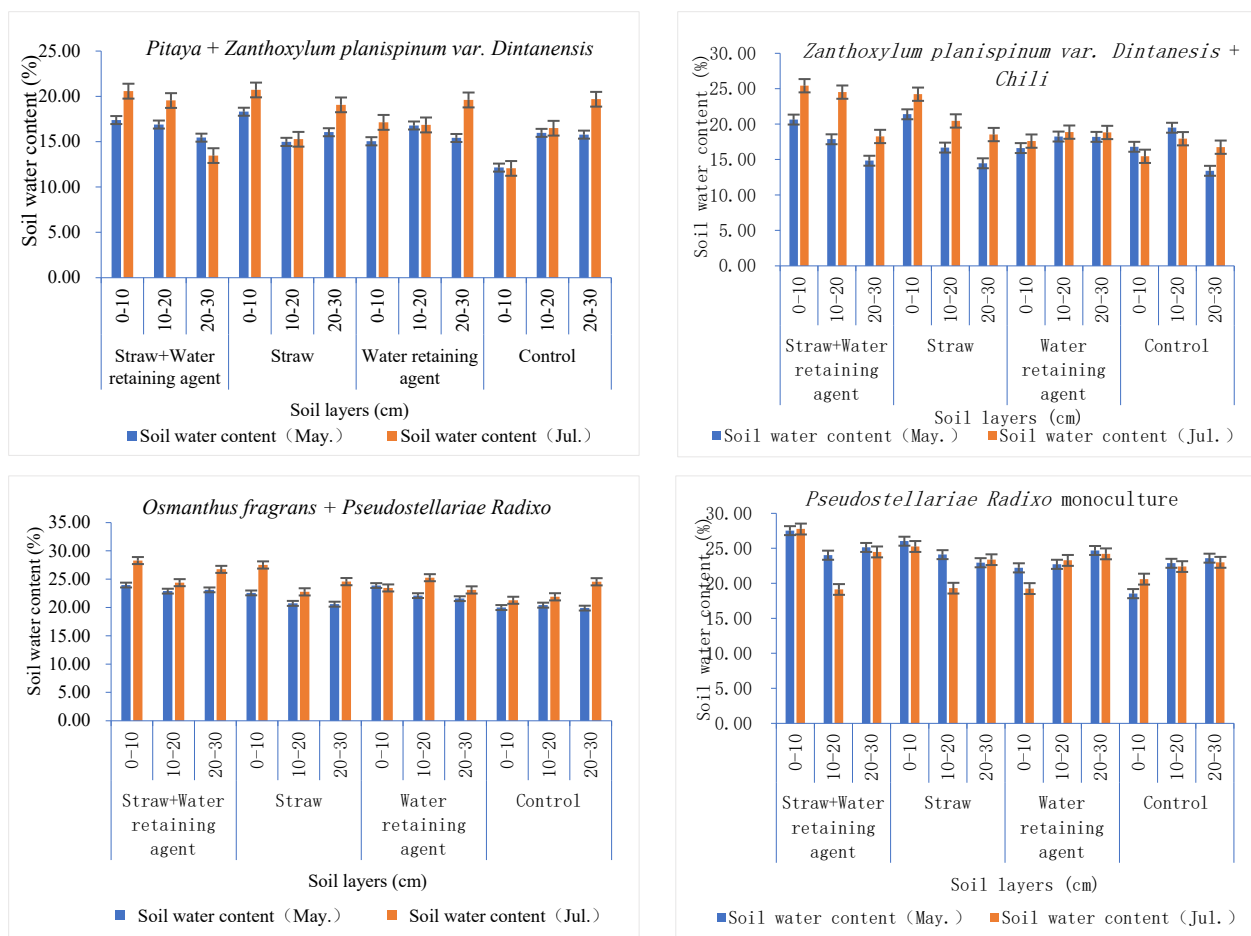 Pitaya + Zanthoxylum planispinum var. Dintanensis
Soil water content (%)
25.00
20.00
15.00
10.00
5.00
0.00
0-10
10-20
20-30
0-10
10-20
20-30
0-10
10-20
20-30
0-10
10-20
20-30
Straw+Water
retaining agent
Straw
Water retaining
agent
Control
Soil layers (cm)
Soil water content（May.）
Soil water content（Jul.）
Zanthoxylum planispinum var. Dintanesis +
Chili
Soil water content (%)
30.00
25.00
20.00
15.00
10.00
5.00
0.00
0-10
10-20
20-30
0-10
10-20
20-30
0-10
10-20
20-30
0-10
10-20
20-30
Straw+Water
retaining
agent
Straw
Water
retaining
agent
Control
Soil layers (cm)
Soil water content（May.）
Soil water content（Jul.）
Osmanthus fragrans + Pseudostellariae Radixo
Soil water content (%)
35.00
30.00
25.00
20.00
15.00
10.00
5.00
0.00
0-10
10-20
20-30
0-10
10-20
20-30
0-10
10-20
20-30
0-10
10-20
20-30
Straw+Water
retaining
agent
Straw
Water
retaining
agent
Control
Soil layers (cm)
Soil water content（May.）
Soil water content（Jul.）
Pseudostellariae Radixo monoculture
Soil water content (%)
30.00
25.00
20.00
15.00
10.00
5.00
0.00
0-10
10-20
20-30
0-10
10-20
20-30
0-10
10-20
20-30
0-10
10-20
20-30
Straw+Water
retaining
agent
Straw
Water
retaining
agent
Control
Soil layers (cm)
Soil water content（May.）
Soil water content（Jul.）